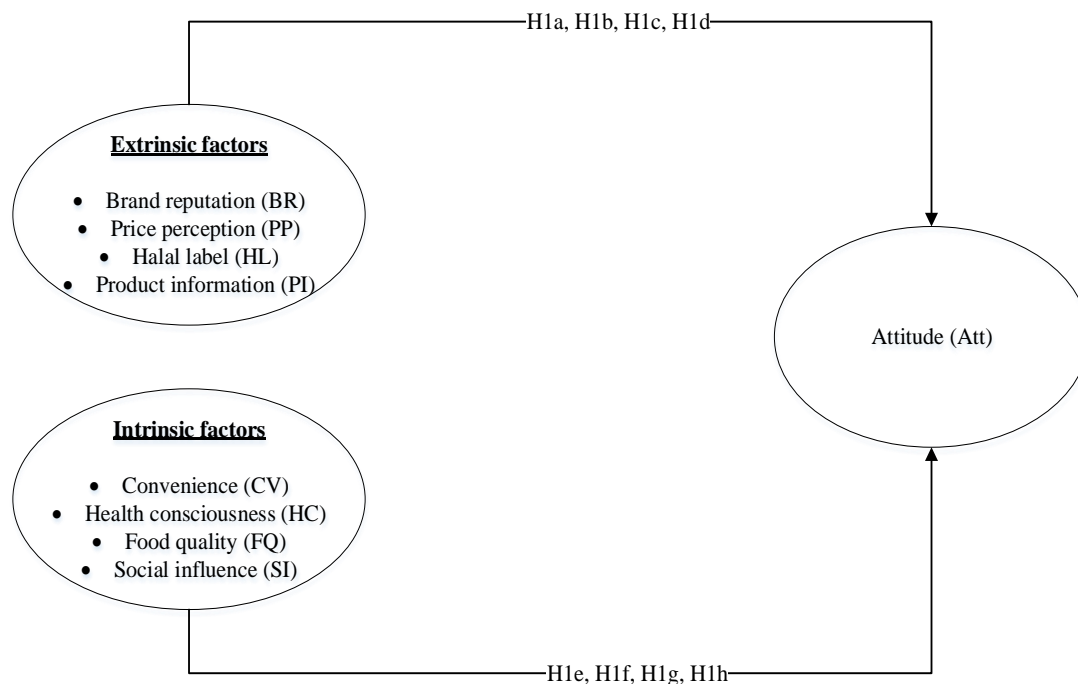 H1a, H1b, H1c, H1d
Extrinsic factors
• Brand reputation (BR)
• Price perception (PP)
• Halal label (HL)
• Product information (PI)
Attitude (Att)
Intrinsic factors
• Convenience (CV)
• Health consciousness (HC)
• Food quality (FQ)
• Social influence (SI)
H1e, H1f, H1g, H1h